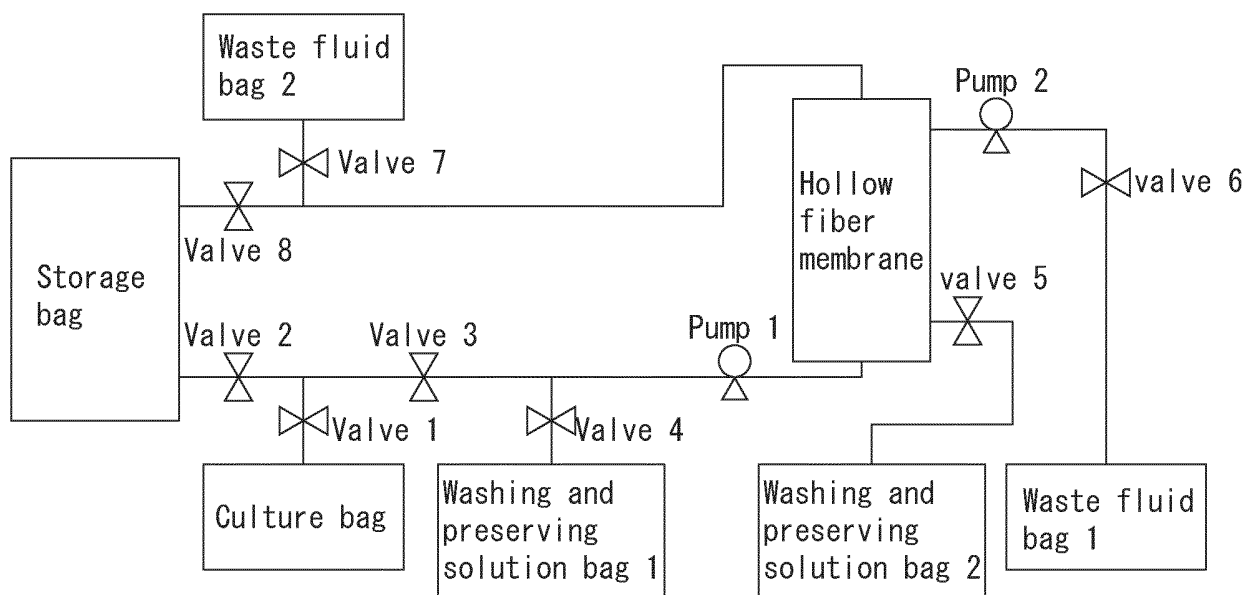 Waste fluid
bag 2
Pump 2
Valve 7
valve 6
Hollow
fiber
membrane
Valve 8
Storage
bag
valve 5
Valve 2
Valve 3
Pump 1
Valve 1
Valve 4
Culture bag
Washing and
preserving
solution bag 1
Washing and
preserving
solution bag 2
Waste fluid
bag 1